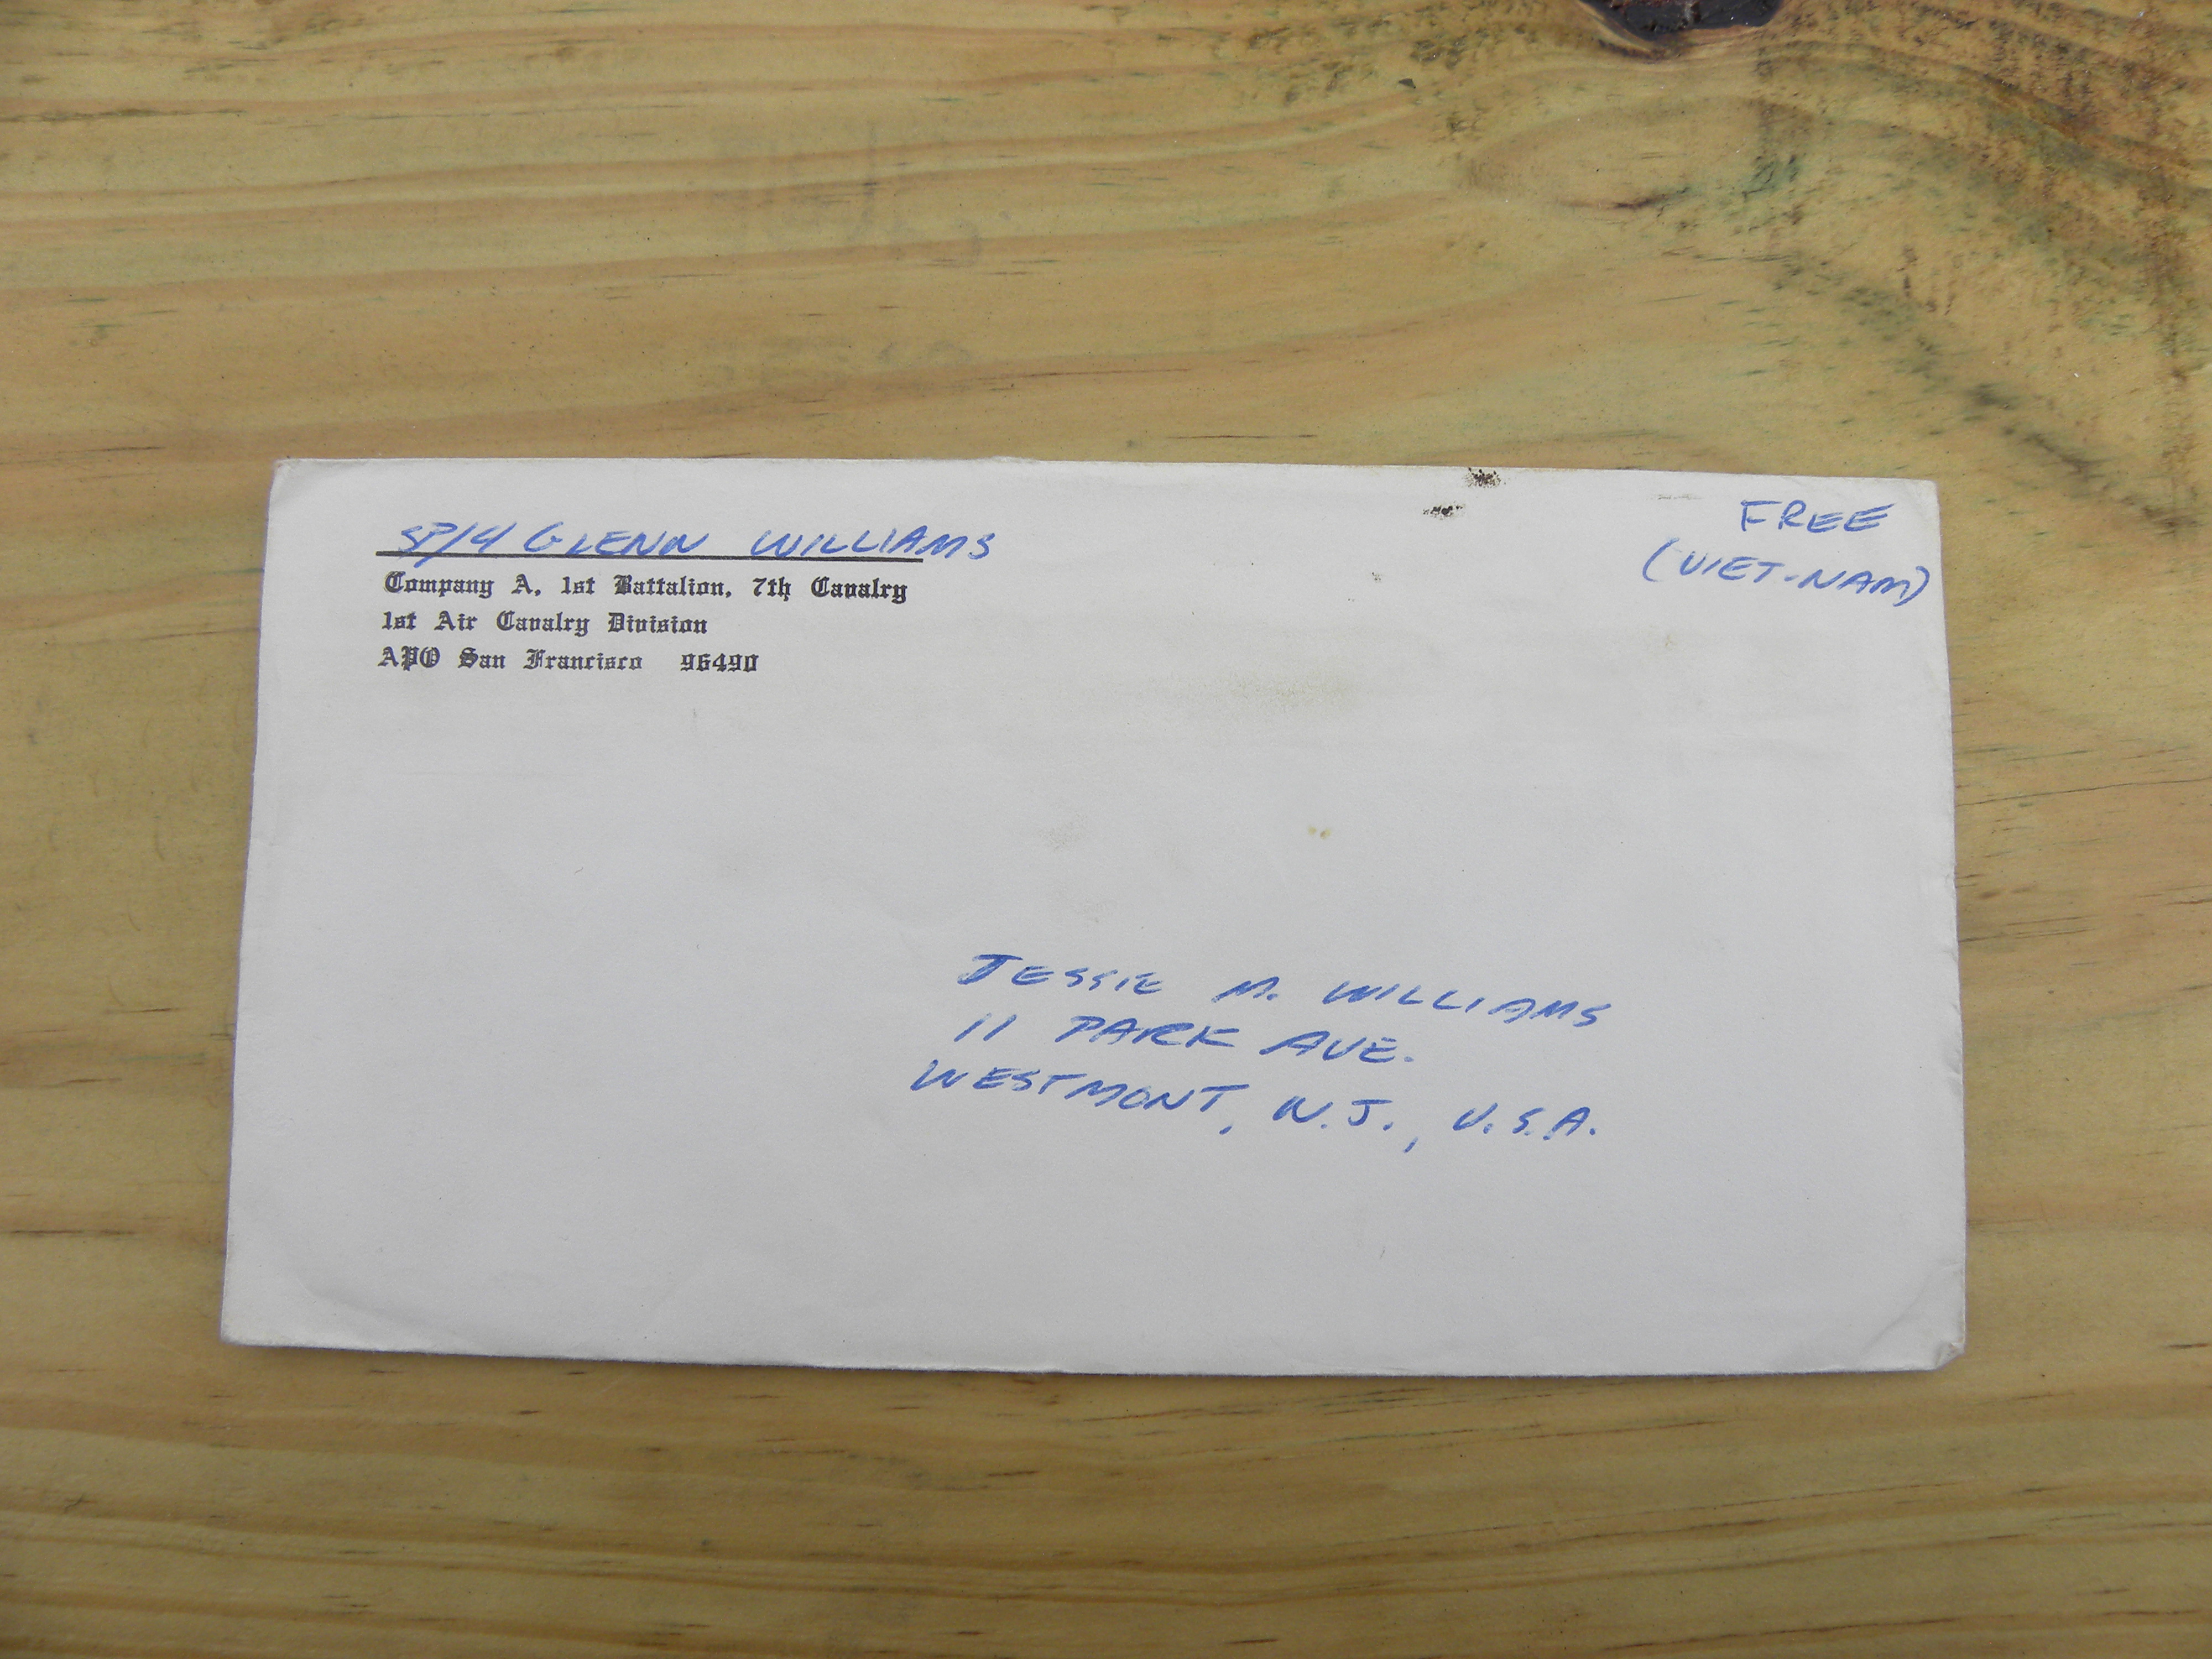 SP/4 GLENN WILLIAMS
Company A, 1st Battalion, 7th Cavalry
1st Air Cavalry Division
APO San Francisco 96490
FREE
(VIET-NAM)
JESSIE M. WILLIAMS
11 PARK AVE.
WESTMONT, N.J., U.S.A.